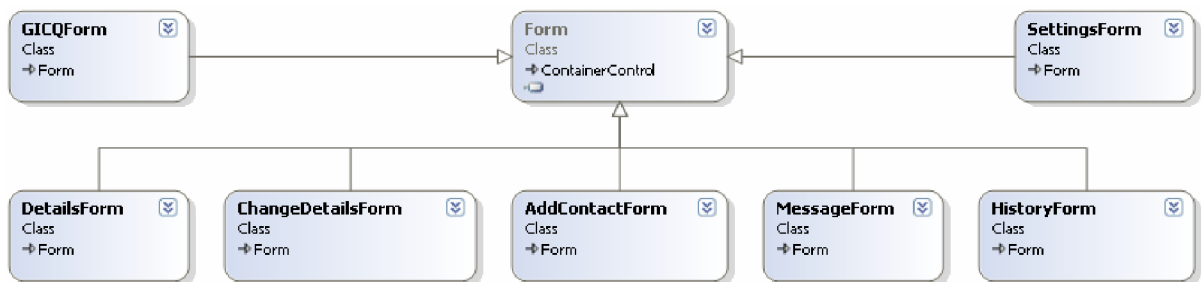 GICQForm
Class
Form
Form
Class
ContainerControl
SettingsForm
Class
Form
DetailsForm
Class
Form
ChangeDetailsForm
Class
Form
AddContactForm
Class
Form
MessageForm
Class
Form
HistoryForm
Class
Form